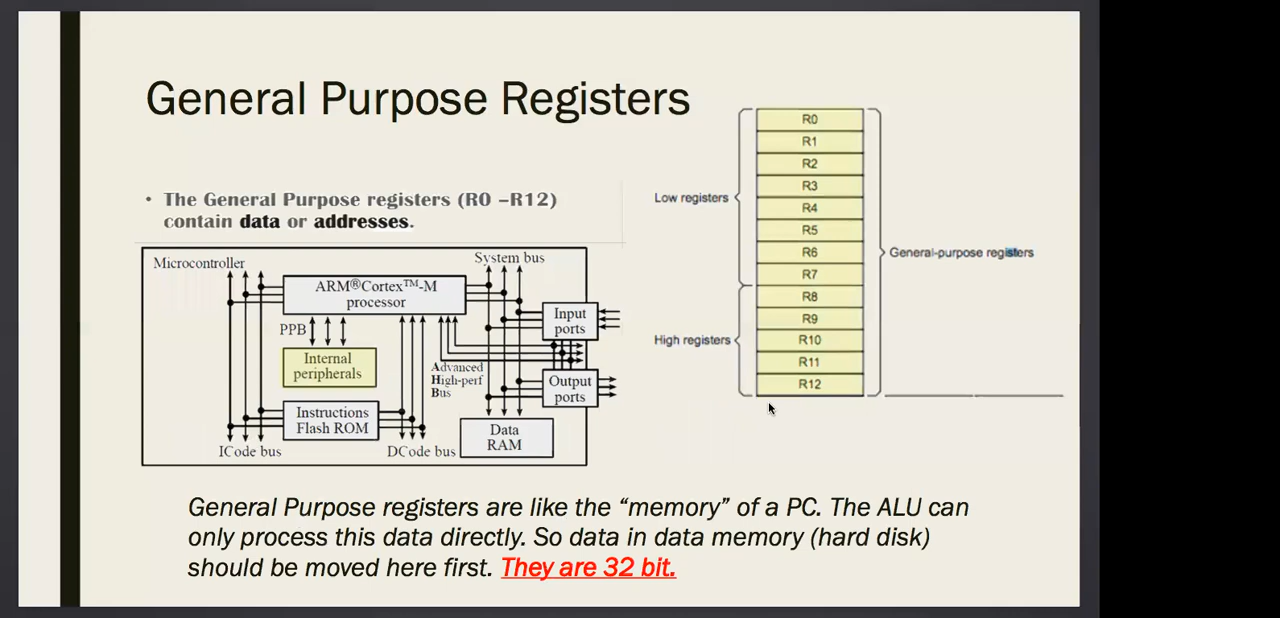 General Purpose Registers
• The General Purpose registers (R0 –R12)
contain data or addresses.
Microcontroller
System bus
ARM®Cortex™-M
processor
PPB
Internal
peripherals
Input
ports
Advanced
High-perf
Bus
Output
ports
Instructions
Flash ROM
Data
RAM
ICode bus
DCode bus
Low registers
High registers
R0
R1
R2
R3
R4
R5
R6
R7
R8
R9
R10
R11
R12
General-purpose registers
General Purpose registers are like the “memory” of a PC. The ALU can
only process this data directly. So data in data memory (hard disk)
should be moved here first. They are 32 bit.